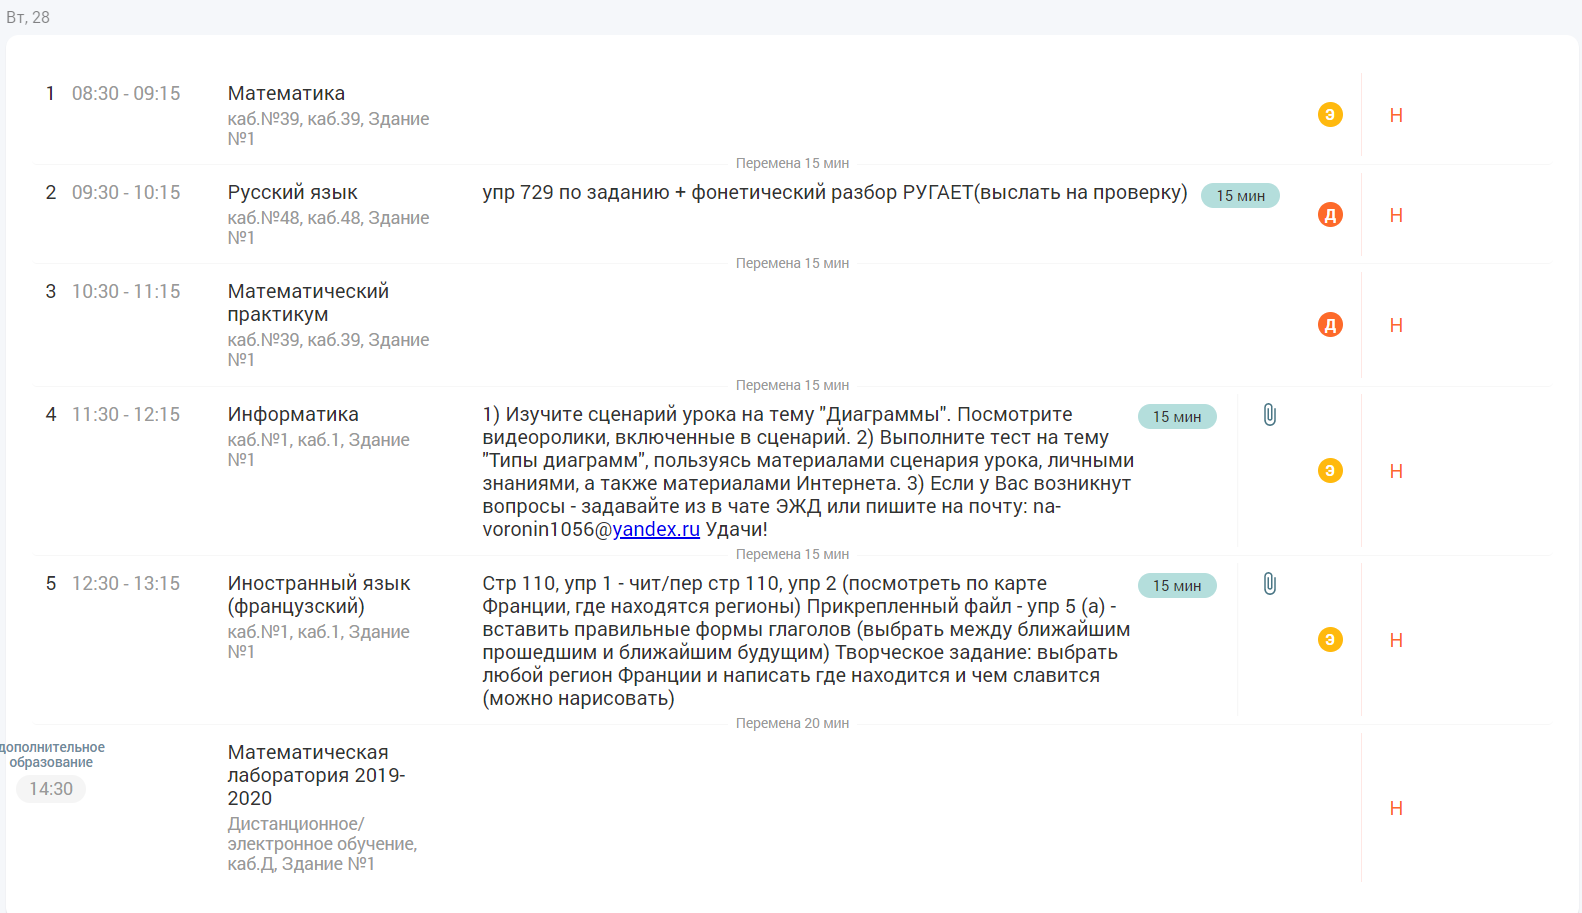 Вт, 28
1 08:30 - 09:15 Математика
каб.№39, каб.39, Здание
№1
Э Н
Перемена 15 мин
2 09:30 - 10:15 Русский язык упр 729 по заданию + фонетический разбор РУГАЕТ(выслать на проверку) 15 мин
каб.№48, каб.48, Здание
№1
Д Н
Перемена 15 мин
3 10:30 - 11:15 Математический
практикум
каб.№39, каб.39, Здание
№1
Д Н
Перемена 15 мин
4 11:30 - 12:15 Информатика
каб.№1, каб.1, Здание
№1
1) Изучите сценарий урока на тему "Диаграммы". Посмотрите
видеоролики, включенные в сценарий. 2) Выполните тест на тему
"Типы диаграмм", пользуясь материалами сценария урока, личными
знаниями, а также материалами Интернета. 3) Если у Вас возникнут
вопросы - задавайте из в чате ЭЖД или пишите на почту: na-
voronin1056@yandex.ru Удачи!
15 мин
Э Н
Перемена 15 мин
5 12:30 - 13:15 Иностранный язык
(французский)
каб.№1, каб.1, Здание
№1
Стр 110, упр 1 - чит/пер стр 110, упр 2 (посмотреть по карте
Франции, где находятся регионы) Прикрепленный файл - упр 5 (а) -
вставить правильные формы глаголов (выбрать между ближайшим
прошедшим и ближайшим будущим) Творческое задание: выбрать
любой регион Франции и написать где находится и чем славится
(можно нарисовать)
15 мин
Э Н
Перемена 20 мин
дополнительное
образование
14:30
Математическая
лаборатория 2019-
2020
Дистанционное/
электронное обучение,
каб.Д, Здание №1
Н